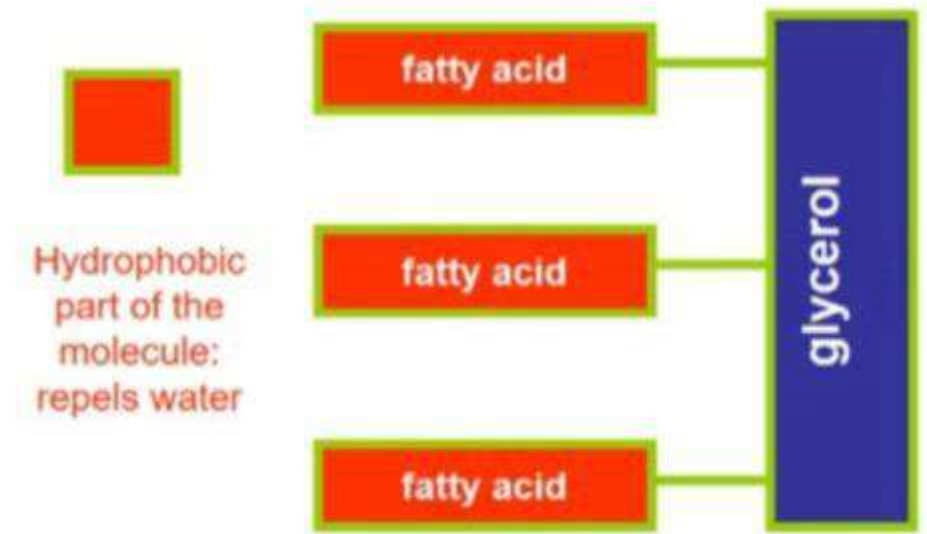 fatty acid
Hydrophobic
part of the
molecule:
repels water
fatty acid
fatty acid
glycerol